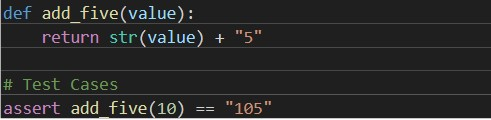 def add_five(value):
    return str(value) + "5"

# Test Cases
assert add_five(10) == "105"